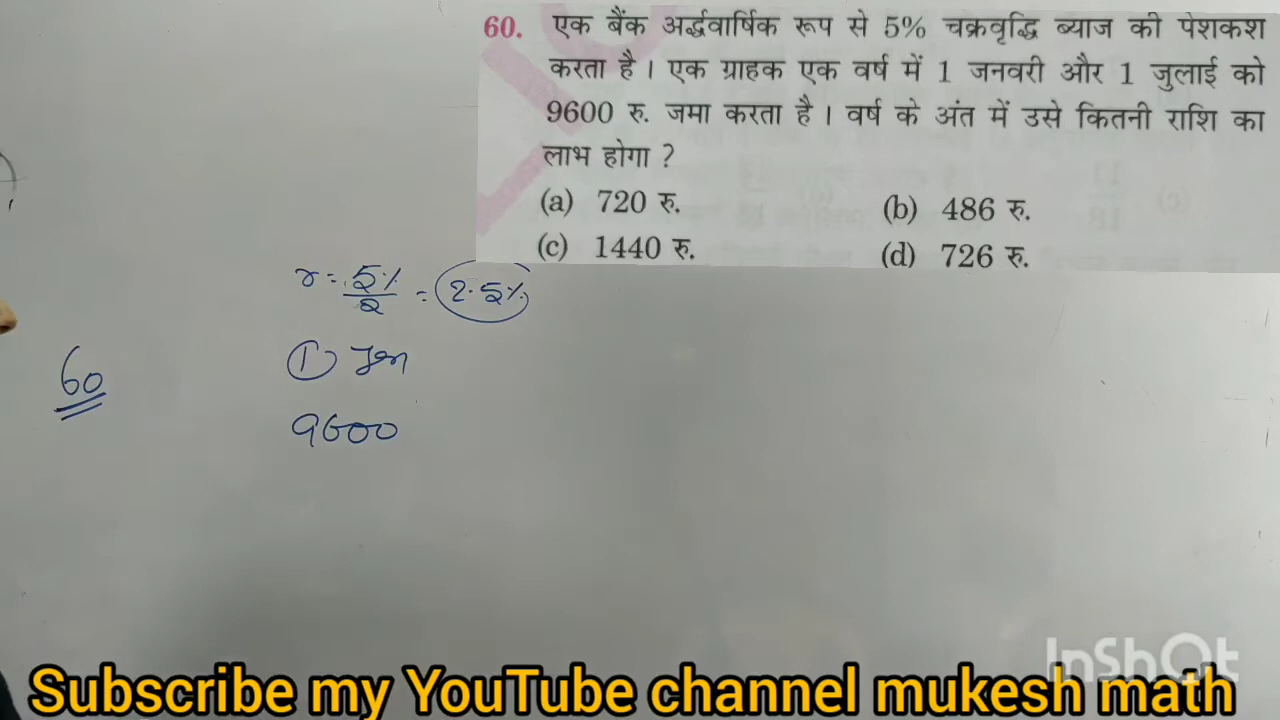 60. एक बैंक अर्द्धवार्षिक रूप से 5% चक्रवृद्धि ब्याज की पेशकश
करता है। एक ग्राहक एक वर्ष में 1 जनवरी और 1 जुलाई को
9600 रु. जमा करता है। वर्ष के अंत में उसे कितनी राशि का
लाभ होगा ?
(a) 720 रु. (b) 486 रु.
(c) 1440 रु. (d) 726 रु.
r = 5% / 2 = 2.5%
① Jan
60
9600
InShOt
Subscribe my YouTube channel mukesh math